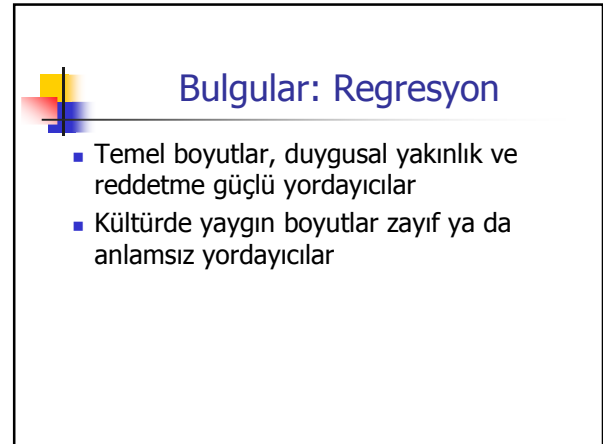 Bulgular: Regresyon
Temel boyutlar, duygusal yakınlık ve
reddetme güçlü yordayıcılar
Kültürde yaygın boyutlar zayıf ya da
anlamsız yordayıcılar